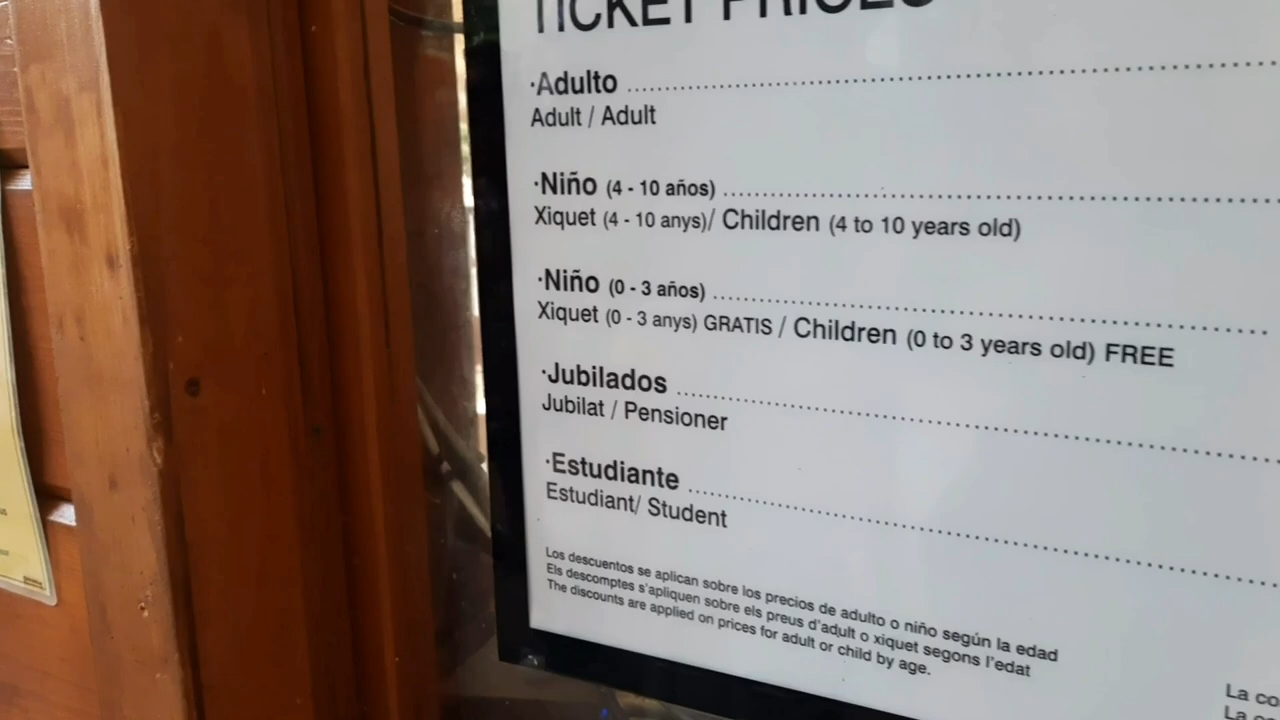 TICKET PRICES
·Adulto
Adult / Adult
·Niño (4 - 10 años)
Xiquet (4 - 10 anys)/ Children (4 to 10 years old)
·Niño (0 - 3 años)
Xiquet (0 - 3 anys) GRATIS / Children (0 to 3 years old) FREE
·Jubilados
Jubilat / Pensioner
·Estudiante
Estudiant/ Student
Los descuentos se aplican sobre los precios de adulto o niño según la edad
Els descomptes s'apliquen sobre els preus d'adult o xiquet segons l'edat
The discounts are applied on prices for adult or child by age.
La co
La